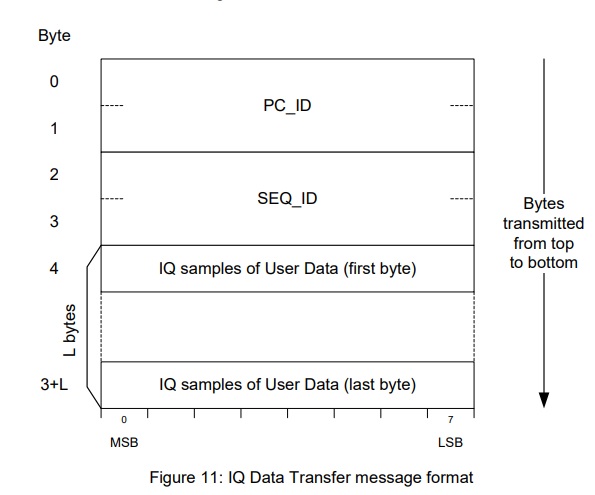 Byte
0
PC_ID
1
2
SEQ_ID
3
4
IQ samples of User Data (first byte)
L bytes
3+L
IQ samples of User Data (last byte)
0
7
MSB
LSB
Bytes
transmitted
from top
to bottom
Figure 11: IQ Data Transfer message format